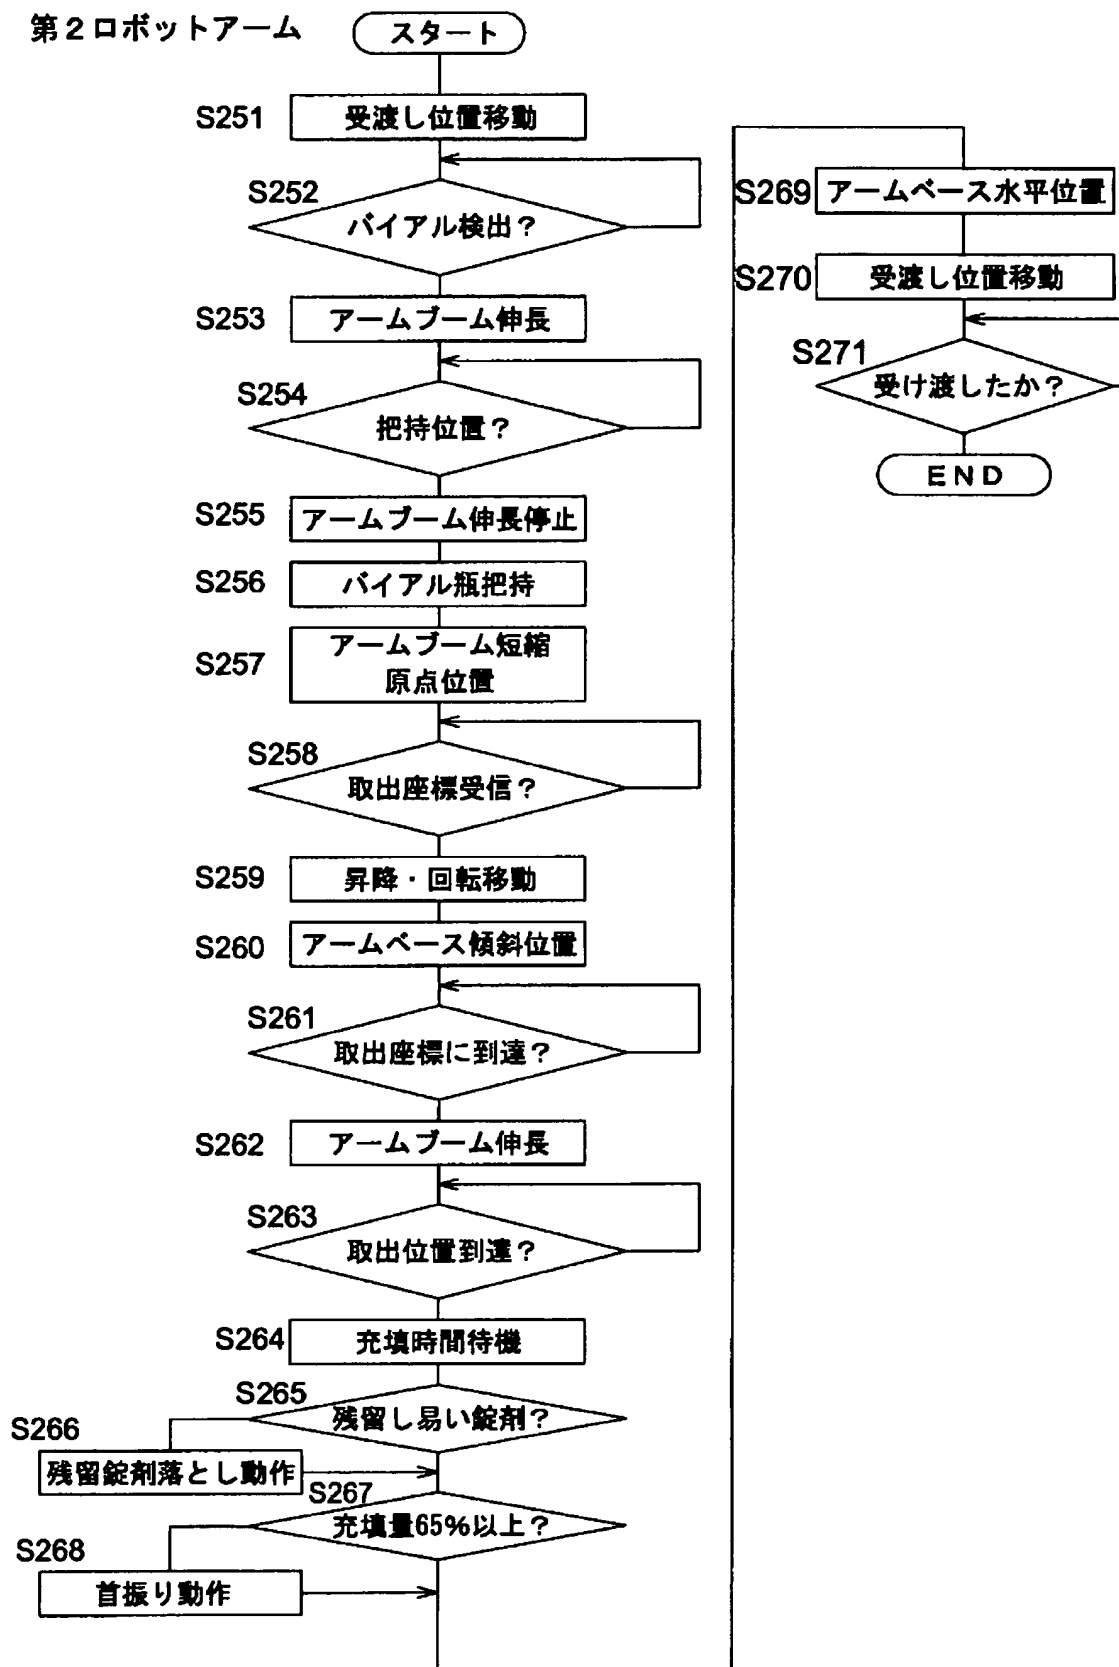 第２ロボットアーム
スタート
S251
受渡し位置移動
S252
バイアル検出？
S253
アームブーム伸長
S254
把持位置？
S255
アームブーム伸長停止
S256
バイアル瓶把持
S257
アームブーム短縮
原点位置
S258
取出座標受信？
S259
昇降・回転移動
S260
アームベース傾斜位置
S261
取出座標に到達？
S262
アームブーム伸長
S263
取出位置到達？
S264
充填時間待機
S265
残留し易い錠剤？
S266
残留錠剤落とし動作
S267
充填量65%以上？
S268
首振り動作
S269
アームベース水平位置
S270
受渡し位置移動
S271
受け渡したか？
END